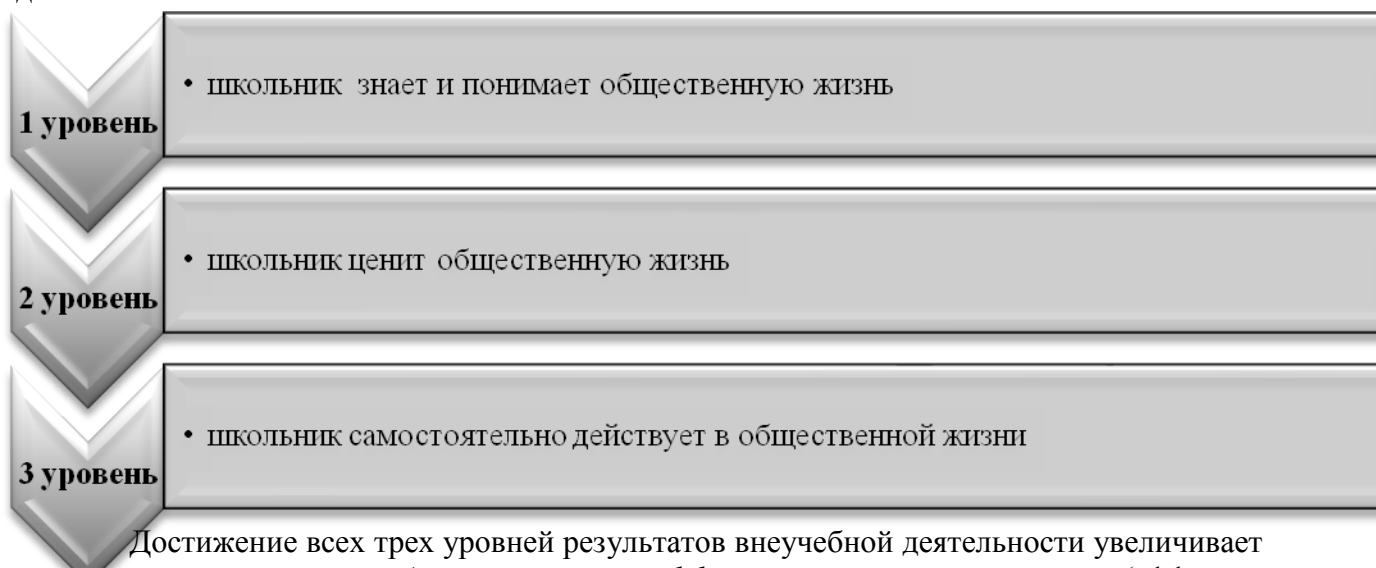 1 уровень
• школьник знает и понимает общественную жизнь
2 уровень
• школьник ценит общественную жизнь
3 уровень
• школьник самостоятельно действует в общественной жизни
Достижение всех трех уровней результатов внеучебной деятельности увеличивает